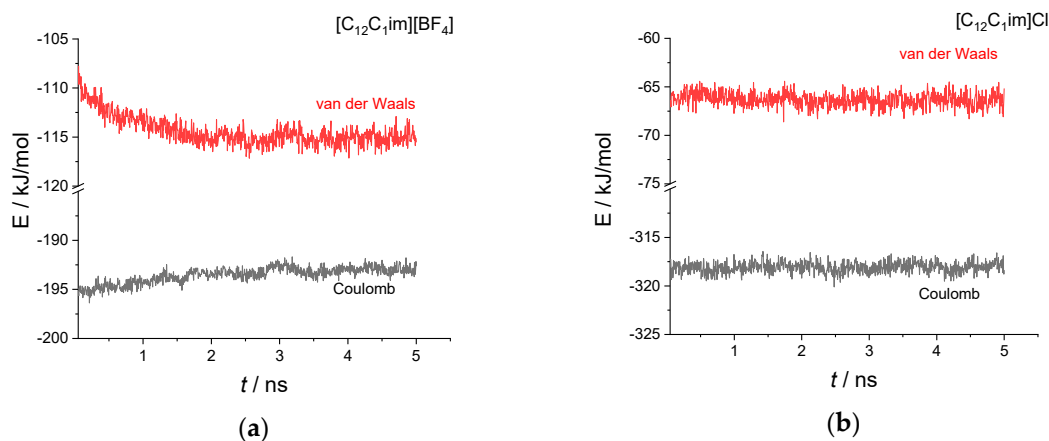 [C₁₂C₁im][BF₄]
-105
-110
-115
-120
-190
-195
-200
E / kJ/mol
van der Waals
Coulomb
1 2 3 4 5
t / ns
(a)
[C₁₂C₁im]Cl
-60
-65
-70
-75
-315
-320
-325
E / kJ/mol
van der Waals
Coulomb
1 2 3 4 5
t / ns
(b)